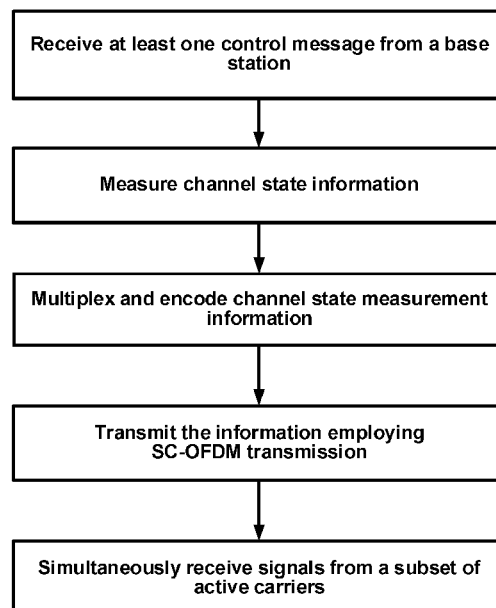 Receive at least one control message from a base
station
Measure channel state information
Multiplex and encode channel state measurement
information
Transmit the information employing
SC-OFDM transmission
Simultaneously receive signals from a subset of
active carriers